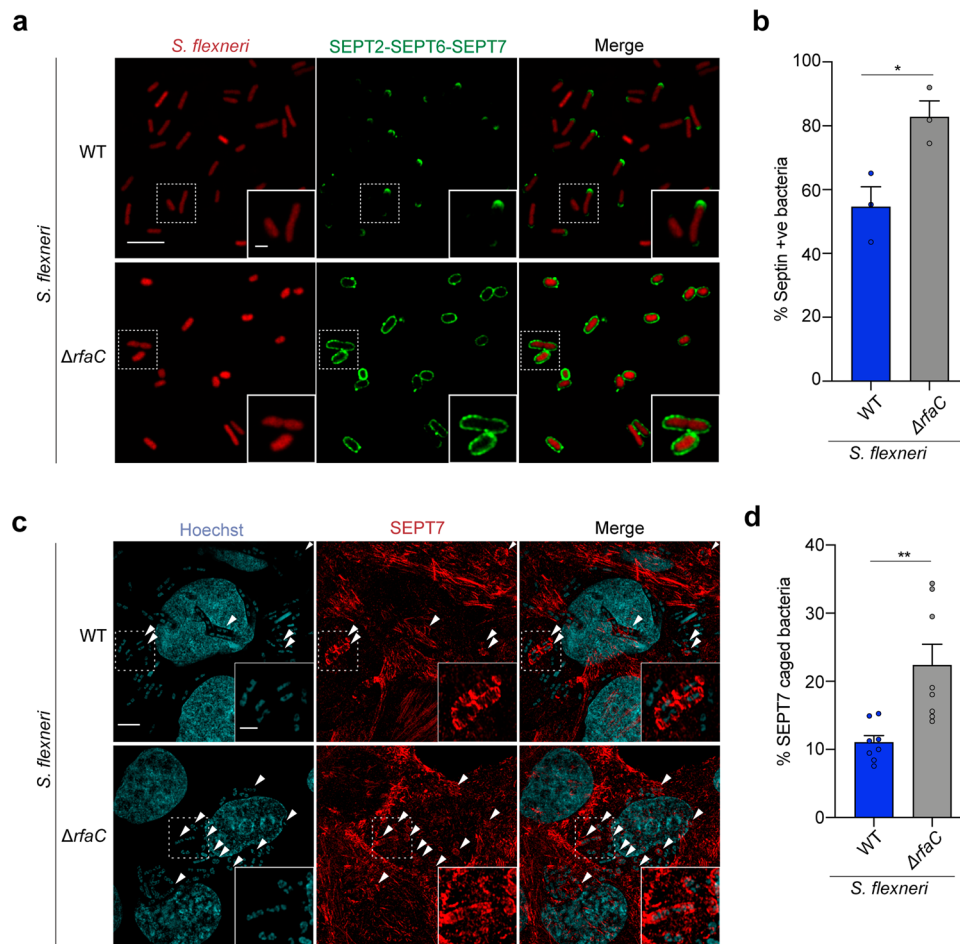 a
S. flexneri
SEPT2-SEPT6-SEPT7
Merge
S. flexneri
WT
ΔrfaC
b
% Septin +ve bacteria
100
80
60
40
20
0
*
WT
ΔrfaC
S. flexneri
c
Hoechst
SEPT7
Merge
S. flexneri
WT
ΔrfaC
d
% SEPT7 caged bacteria
40
30
20
10
0
**
WT
ΔrfaC
S. flexneri